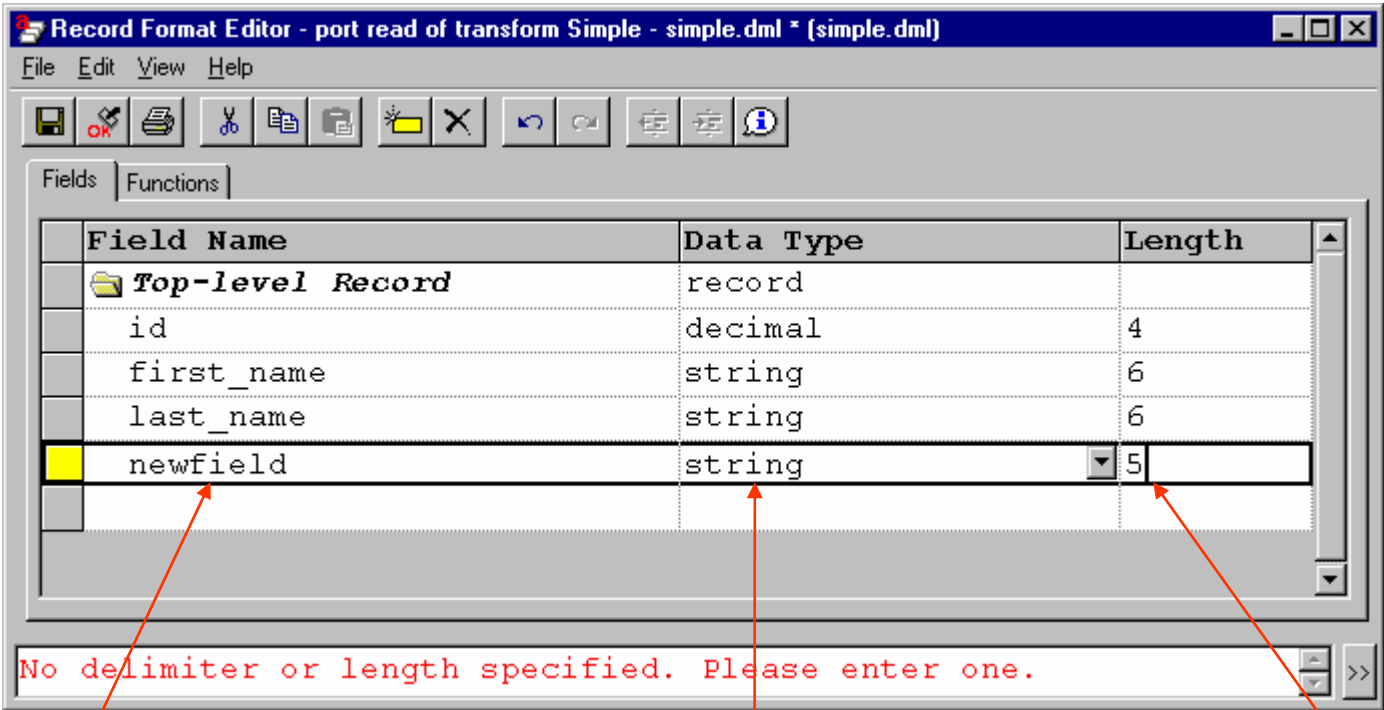 Record Format Editor - port read of transform Simple - simple.dml * (simple.dml)
File Edit View Help
OK
Fields Functions
Field Name Data Type Length
Top-level Record record
id decimal 4
first_name string 6
last_name string 6
newfield string 5
No delimiter or length specified. Please enter one. >>